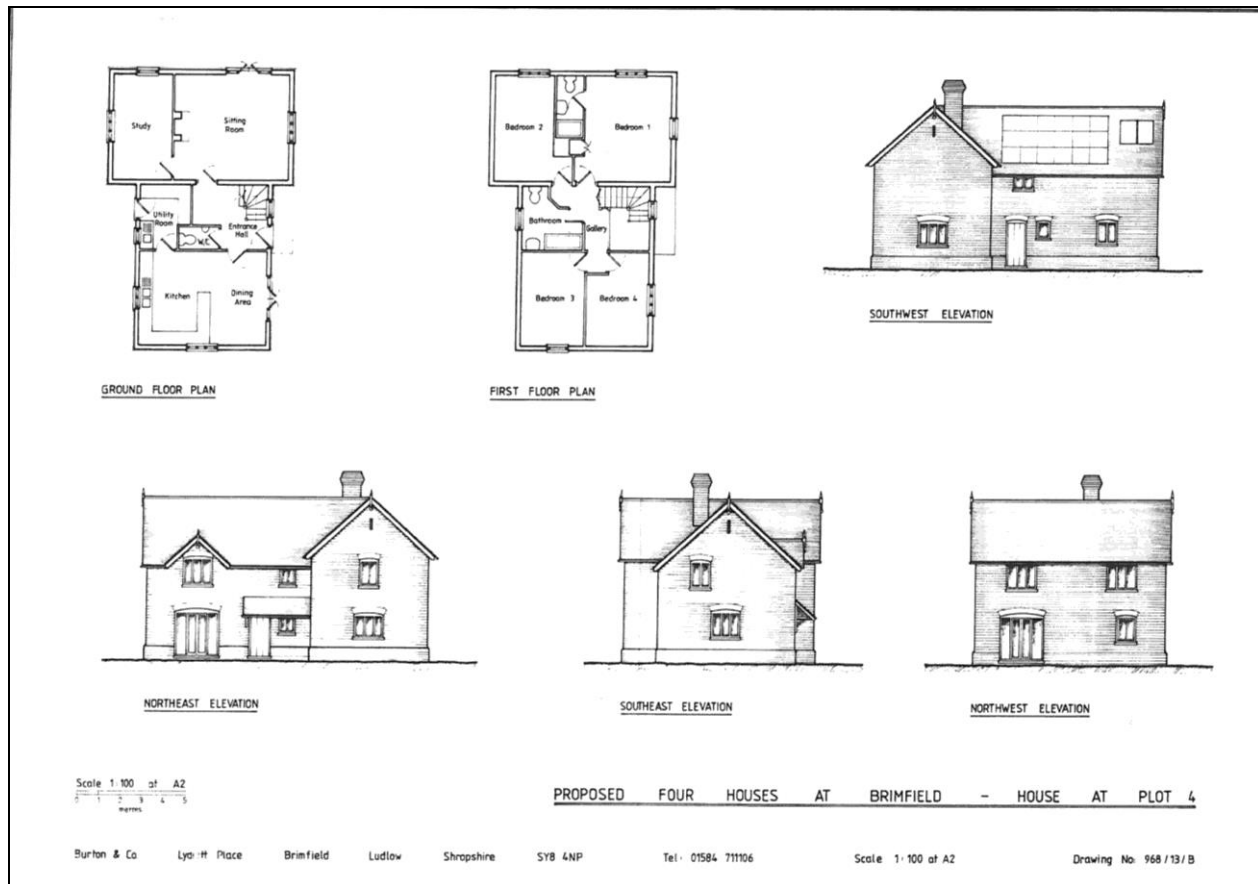 Study
Sitting
Room
Utility
Room
W.C.
Entrance
Hall
Kitchen
Dining
Area
GROUND FLOOR PLAN
Bedroom 2
Bedroom 1
Bathroom
Gallery
Bedroom 3
Bedroom 4
FIRST FLOOR PLAN
SOUTHWEST ELEVATION
NORTHEAST ELEVATION
SOUTHEAST ELEVATION
NORTHWEST ELEVATION
Scale 1:100 at A2
0 1 2 3 4 5
metres
PROPOSED FOUR HOUSES AT BRIMFIELD - HOUSE AT PLOT 4
Burton & Co Place Brimfield Ludlow Shropshire SY8 4NP Tel: 01584 711106 Scale 1:100 at A2 Drawing No: 968/13/B